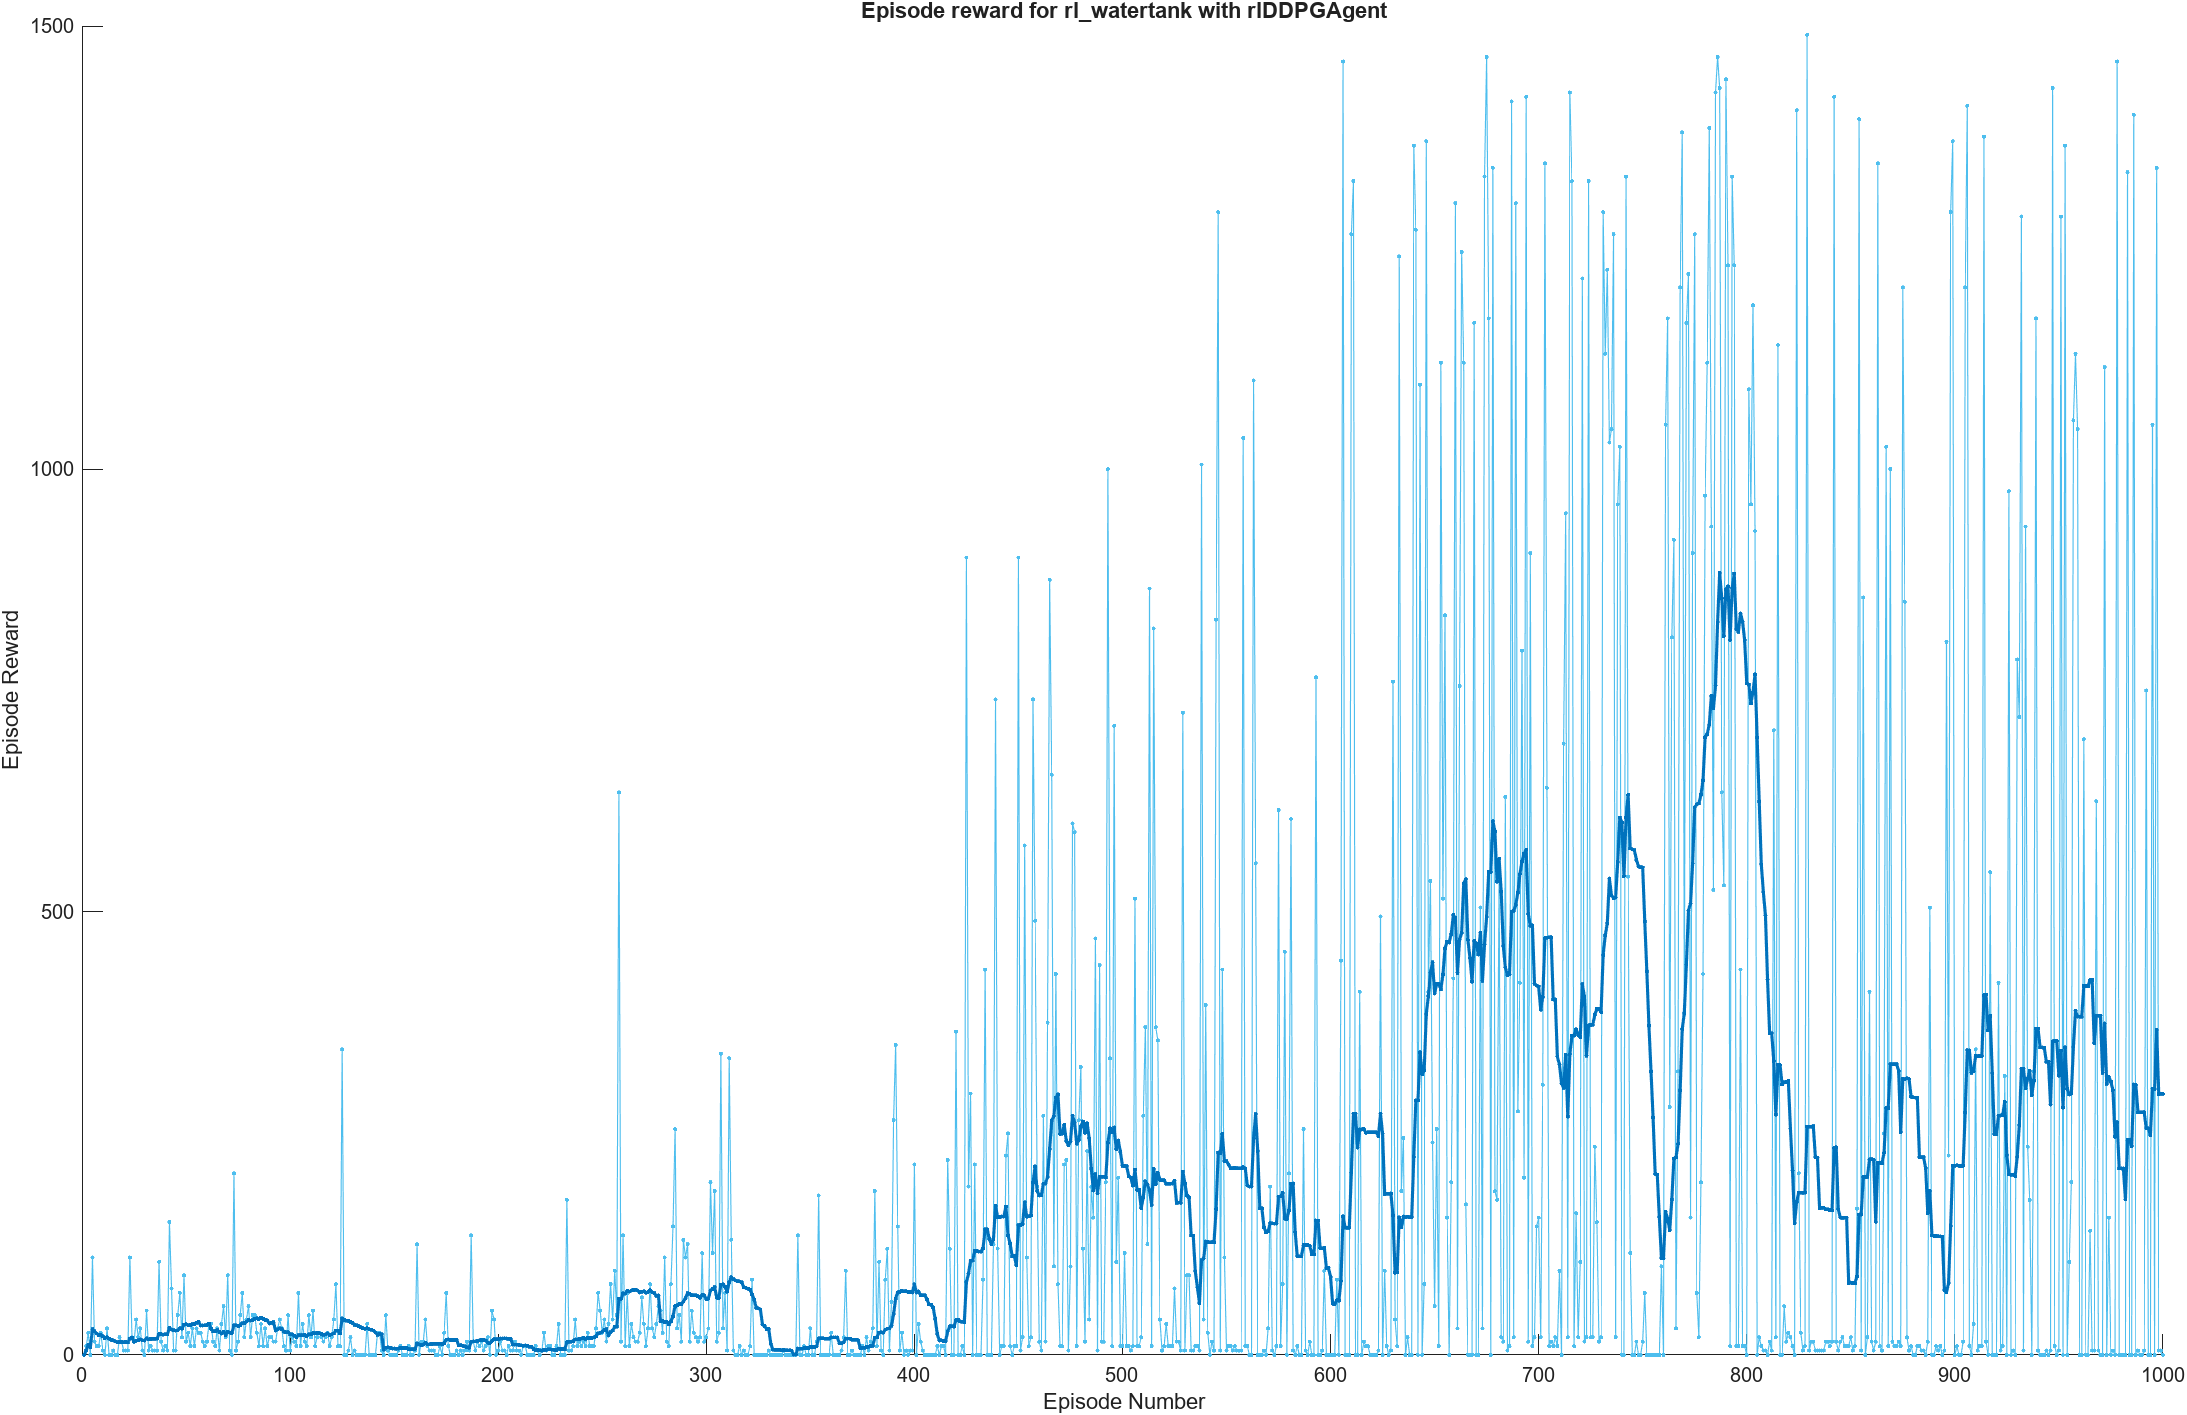 Episode reward for rl_watertank with rlDDPGAgent
1500
1000
500
0
Episode Reward
0 100 200 300 400 500 600 700 800 900 1000
Episode Number